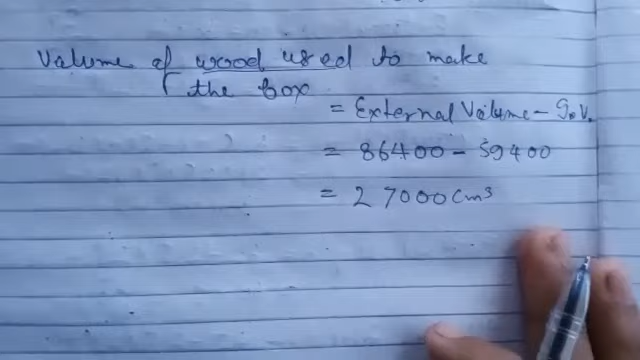 Volume of wood used to make
the box
= External Volume - I.V.
= 86400 - 59400
= 27000 cm³